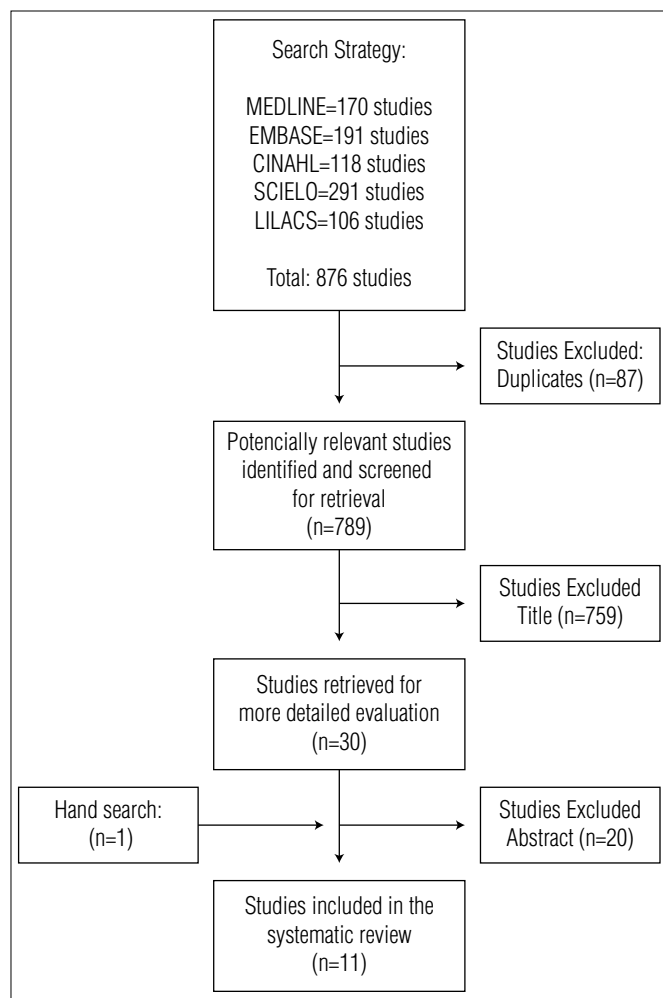 Search Strategy:
MEDLINE=170 studies
EMBASE=191 studies
CINAHL=118 studies
SCIELO=291 studies
LILACS=106 studies
Total: 876 studies
Studies Excluded:
Duplicates (n=87)
Potencially relevant studies
identified and screened
for retrieval
(n=789)
Studies Excluded
Title (n=759)
Studies retrieved for
more detailed evaluation
(n=30)
Hand search:
(n=1)
Studies Excluded
Abstract (n=20)
Studies included in the
systematic review
(n=11)